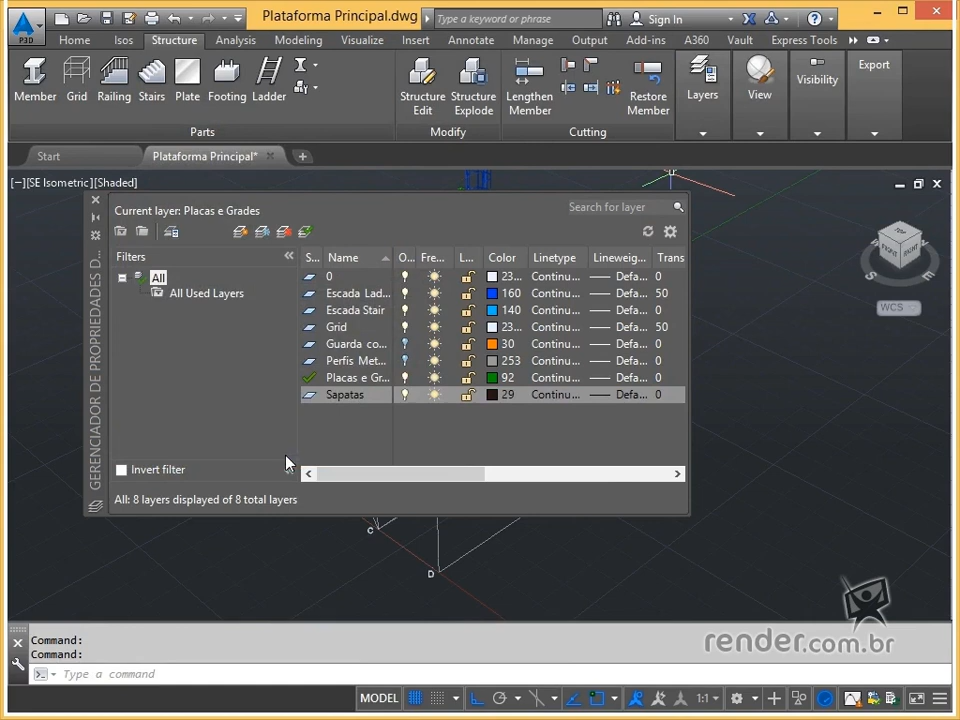 Plataforma Principal.dwg
Type a keyword or phrase
Sign In
P3D
Home Isos Structure Analysis Modeling Visualize Insert Annotate Manage Output Add-ins A360 Vault Express Tools
Member Grid Railing Stairs Plate Footing Ladder
Structure Edit
Structure Explode
Lengthen Member
Restore Member
Layers
View
Visibility
Export
Parts Modify Cutting
Start Plataforma Principal*
[−][SE Isometric][Shaded]
Current layer: Placas e Grades
Search for layer
GERENCIADOR DE PROPRIEDADES D...
Filters
All
All Used Layers
S... Name O... Fre... L... Color Linetype Lineweig... Trans
0 23... Continu... Defa... 0
Escada Lad... 160 Continu... Defa... 50
Escada Stair 140 Continu... Defa... 0
Grid 23... Continu... Defa... 50
Guarda co... 30 Continu... Defa... 0
Perfis Met... 253 Continu... Defa... 0
Placas e Gr... 92 Continu... Defa... 0
Sapatas 29 Continu... Defa... 0
Invert filter
All: 8 layers displayed of 8 total layers
TOP
FRONT
S
E
WCS
C
D
Command:
Command:
Type a command
render.com.br
MODEL
1:1